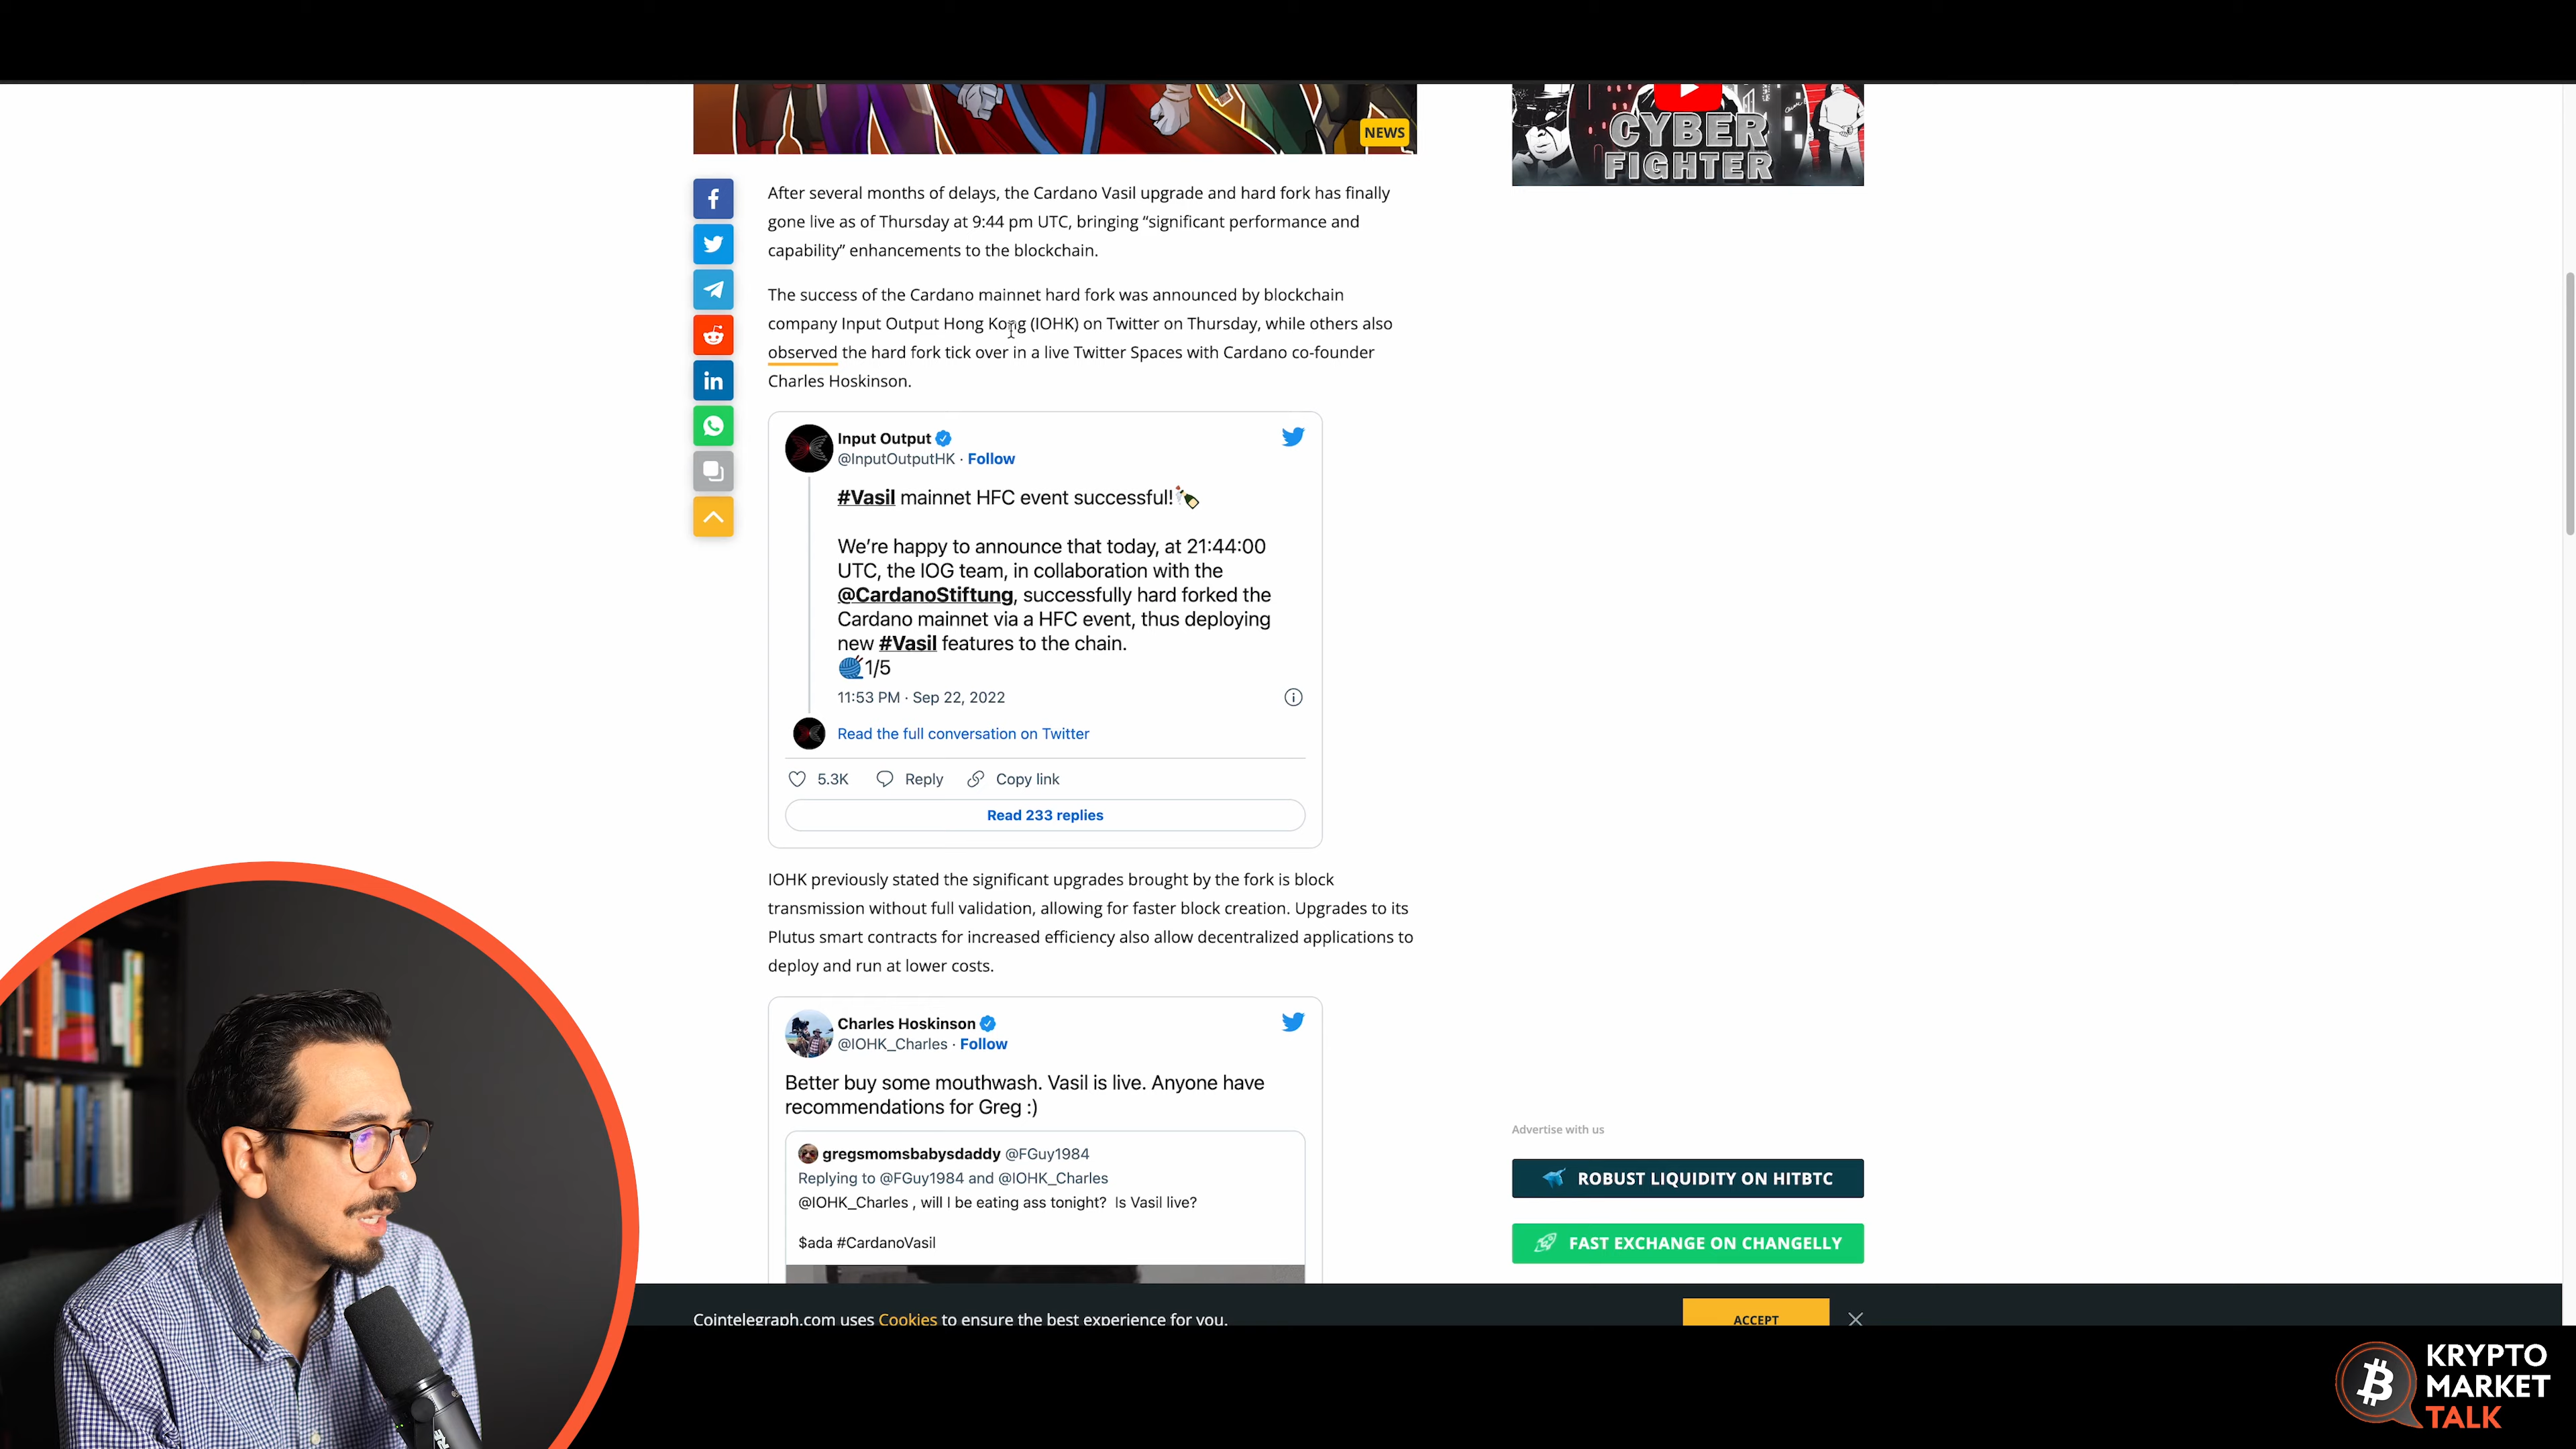 NEWS
CYBER
FIGHTER
After several months of delays, the Cardano Vasil upgrade and hard fork has finally
gone live as of Thursday at 9:44 pm UTC, bringing “significant performance and
capability” enhancements to the blockchain.
The success of the Cardano mainnet hard fork was announced by blockchain
company Input Output Hong Kong (IOHK) on Twitter on Thursday, while others also
observed the hard fork tick over in a live Twitter Spaces with Cardano co-founder
Charles Hoskinson.
Input Output
@InputOutputHK · Follow
#Vasil mainnet HFC event successful!🍾
We’re happy to announce that today, at 21:44:00
UTC, the IOG team, in collaboration with the
@CardanoStiftung, successfully hard forked the
Cardano mainnet via a HFC event, thus deploying
new #Vasil features to the chain.
🧶1/5
11:53 PM · Sep 22, 2022
Read the full conversation on Twitter
5.3K Reply Copy link
Read 233 replies
IOHK previously stated the significant upgrades brought by the fork is block
transmission without full validation, allowing for faster block creation. Upgrades to its
Plutus smart contracts for increased efficiency also allow decentralized applications to
deploy and run at lower costs.
Charles Hoskinson
@IOHK_Charles · Follow
Better buy some mouthwash. Vasil is live. Anyone have
recommendations for Greg :)
gregsmomsbabysdaddy @FGuy1984
Replying to @FGuy1984 and @IOHK_Charles
@IOHK_Charles , will I be eating ass tonight? Is Vasil live?
$ada #CardanoVasil
Advertise with us
ROBUST LIQUIDITY ON HITBTC
FAST EXCHANGE ON CHANGELLY
Cointelegraph.com uses Cookies to ensure the best experience for you.
ACCEPT
KRYPTO
MARKET
TALK